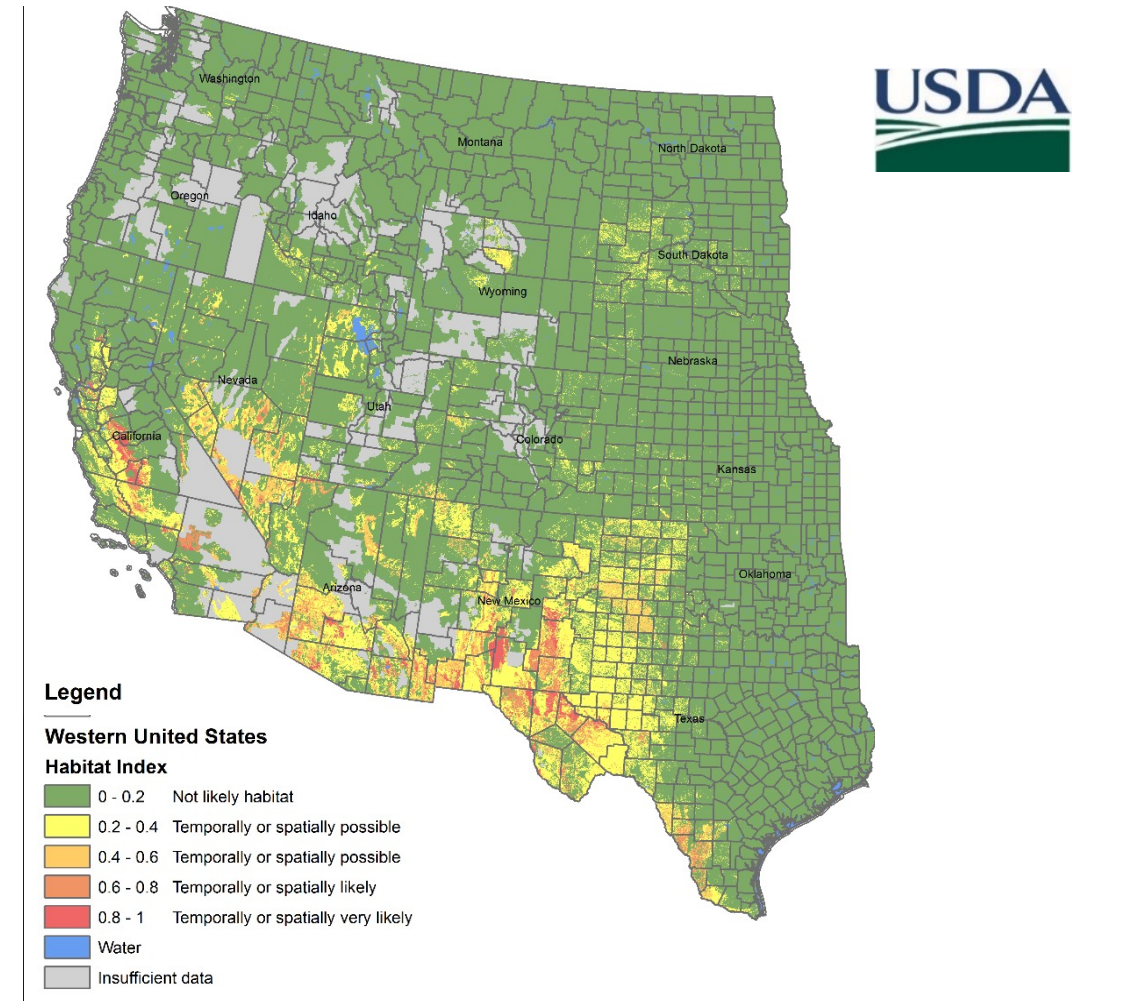 USDA
Washington
Montana
North Dakota
Oregon
Idaho
South Dakota
Wyoming
Nebraska
Nevada
Utah
California
Colorado
Kansas
Oklahoma
Arizona
New Mexico
Texas
Legend
Western United States
Habitat Index
0 - 0.2 Not likely habitat
0.2 - 0.4 Temporally or spatially possible
0.4 - 0.6 Temporally or spatially possible
0.6 - 0.8 Temporally or spatially likely
0.8 - 1 Temporally or spatially very likely
Water
Insufficient data